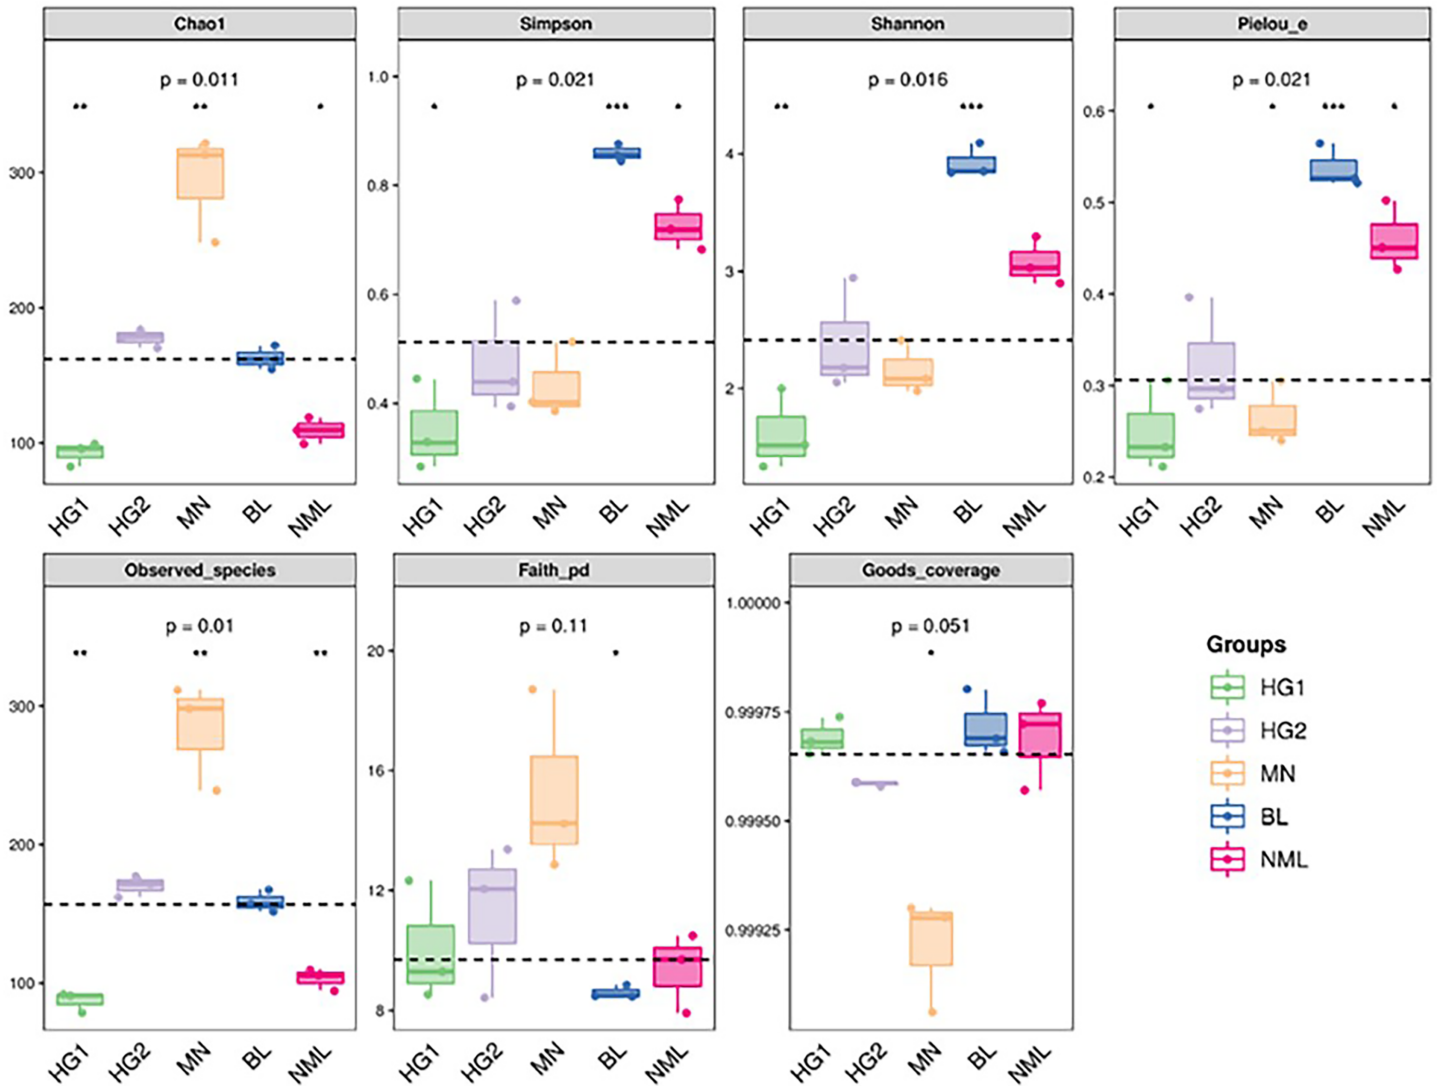 Chao1
p = 0.011
**
**
*
300
200
100
HG1
HG2
MN
BL
NML
Simpson
p = 0.021
*
***
*
1.0
0.8
0.6
0.4
HG1
HG2
MN
BL
NML
Shannon
p = 0.016
**
***
*
4
3
2
HG1
HG2
MN
BL
NML
Pielou_e
p = 0.021
*
*
***
*
0.6
0.5
0.4
0.3
0.2
HG1
HG2
MN
BL
NML
Observed_species
p = 0.01
**
**
**
300
200
100
HG1
HG2
MN
BL
NML
Faith_pd
p = 0.11
*
20
16
12
8
HG1
HG2
MN
BL
NML
Goods_coverage
1.00000
p = 0.051
*
0.99975
0.99950
0.99925
HG1
HG2
MN
BL
NML
Groups
HG1
HG2
MN
BL
NML